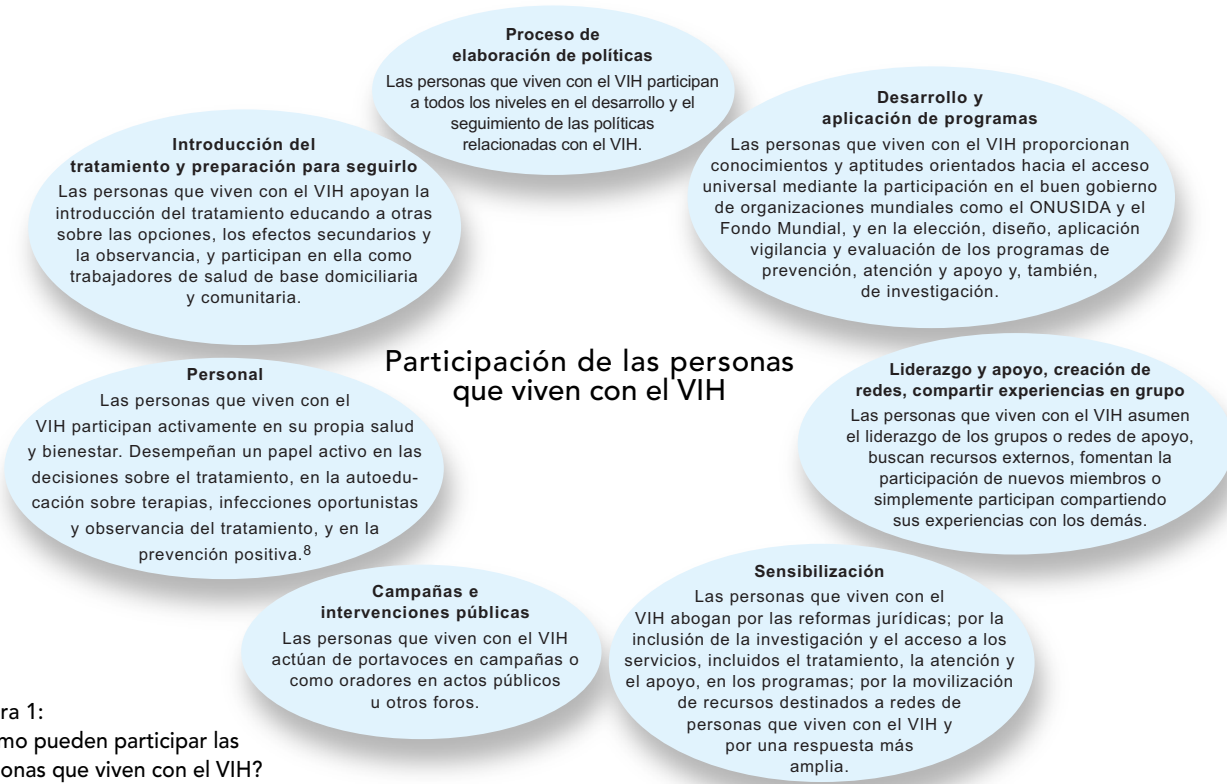 Proceso de
elaboración de políticas
Las personas que viven con el VIH participan
a todos los niveles en el desarrollo y el
seguimiento de las políticas
relacionadas con el VIH.
Desarrollo y
aplicación de programas
Las personas que viven con el VIH proporcionan
conocimientos y aptitudes orientados hacia el acceso
universal mediante la participación en el buen gobierno
de organizaciones mundiales como el ONUSIDA y el
Fondo Mundial, y en la elección, diseño, aplicación
vigilancia y evaluación de los programas de
prevención, atención y apoyo y, también,
de investigación.
Introducción del
tratamiento y preparación para seguirlo
Las personas que viven con el VIH apoyan la
introducción del tratamiento educando a otras
sobre las opciones, los efectos secundarios y
la observancia, y participan en ella como
trabajadores de salud de base domiciliaria
y comunitaria.
Participación de las personas
que viven con el VIH
Liderazgo y apoyo, creación de
redes, compartir experiencias en grupo
Las personas que viven con el VIH asumen
el liderazgo de los grupos o redes de apoyo,
buscan recursos externos, fomentan la
participación de nuevos miembros o
simplemente participan compartiendo
sus experiencias con los demás.
Personal
Las personas que viven con el
VIH participan activamente en su propia salud
y bienestar. Desempeñan un papel activo en las
decisiones sobre el tratamiento, en la autoedu-
cación sobre terapias, infecciones oportunistas
y observancia del tratamiento, y en la
prevención positiva.8
Sensibilización
Las personas que viven con el
VIH abogan por las reformas jurídicas; por la
inclusión de la investigación y el acceso a los
servicios, incluidos el tratamiento, la atención y
el apoyo, en los programas; por la movilización
de recursos destinados a redes de
personas que viven con el VIH y
por una respuesta más
amplia.
Campañas e
intervenciones públicas
Las personas que viven con el VIH
actúan de portavoces en campañas o
como oradores en actos públicos
u otros foros.
ra 1:
mo pueden participar las
onas que viven con el VIH?